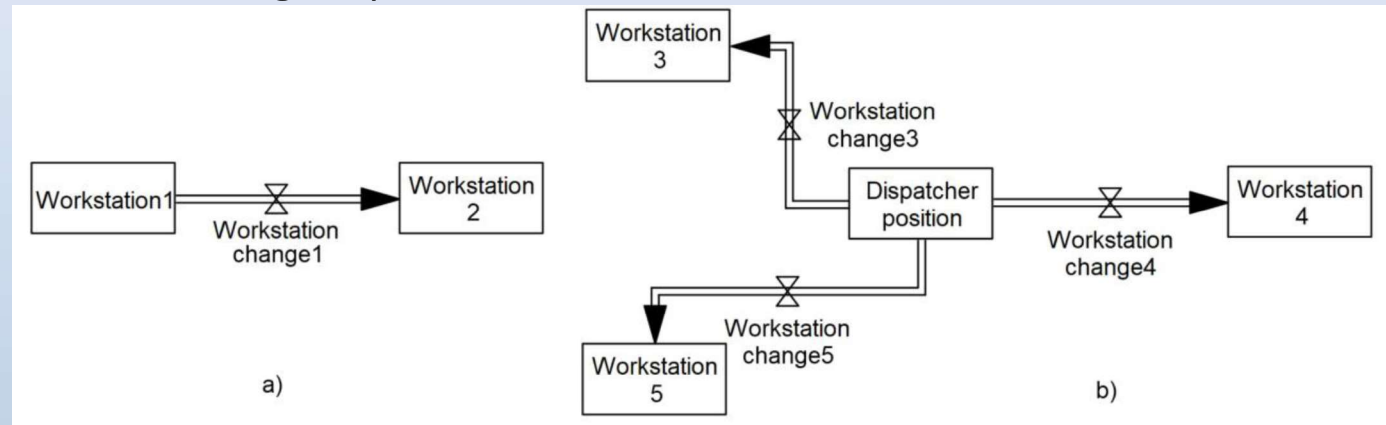 Workstation
3
Workstation
change3
Workstation1
Workstation
2
Workstation
change1
Dispatcher
position
Workstation
4
Workstation
change4
Workstation
change5
Workstation
5
a)
b)